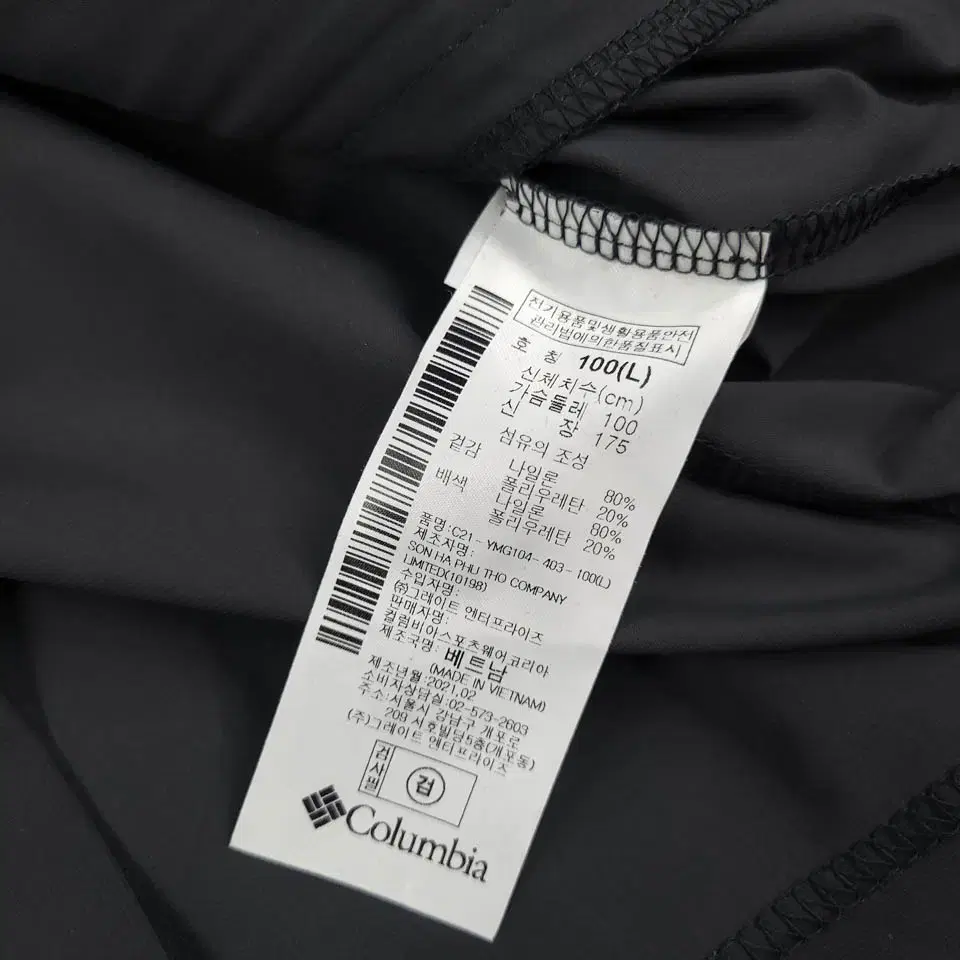 전기용품및생활용품안전
관리법에의한품질표시
호 칭 100(L)
신체치수(cm)
가슴둘레 100
신 장 175
섬유의 조성
겉감 나일론 80%
폴리우레탄 20%
배색 나일론 80%
폴리우레탄 20%
품명:C21-YMG104-403-100(L)
제조자명:
SON HA PHU THO COMPANY
LIMITED(10198)
수입자명:
㈜그레이트 엔터프라이즈
판매자명:
컬럼비아스포츠웨어코리아
제조국명: 베트남
(MADE IN VIETNAM)
제조년월:2021.02
소비자상담실:02-573-2603
주소:서울시 강남구 개포로
209 서호빌딩5층(개포동)
(주)그레이트 엔터프라이즈
검사필 검
Columbia